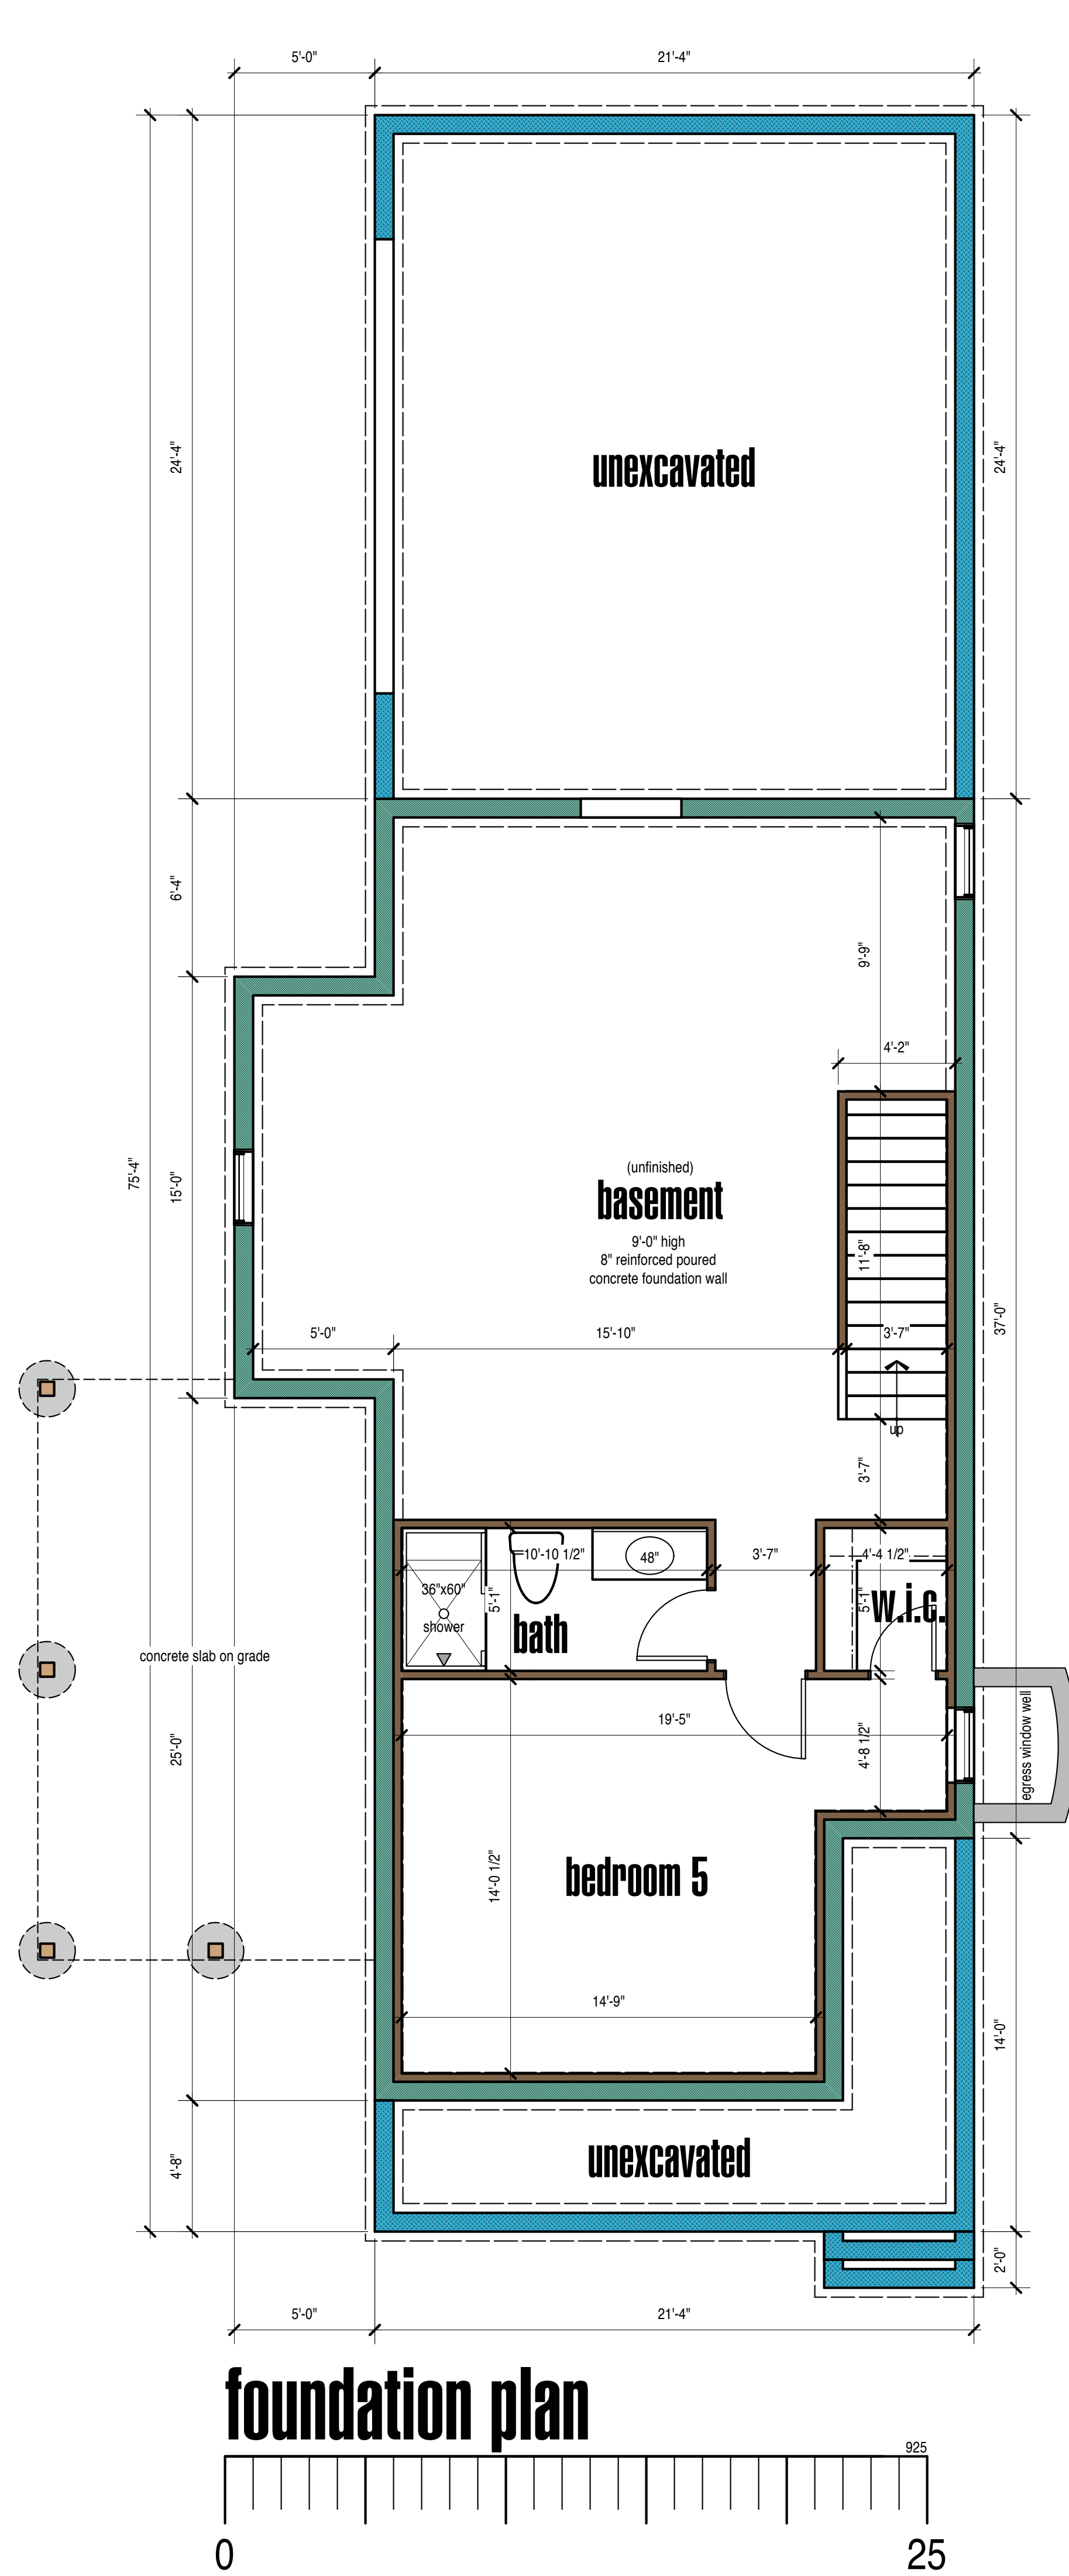 5'-0"
21'-4"
24'-4"
24'-4"
unexcavated
6'-4"
9'-9"
4'-2"
75'-4"
15'-0"
(unfinished)
basement
9'-0" high
8" reinforced poured
concrete foundation wall
11'-8"
37'-0"
5'-0"
15'-10"
3'-7"
up
3'-7"
10'-10 1/2"
48"
3'-7"
4'-4 1/2"
36"x60"
shower
5'-1"
bath
5'-1"
w.i.c.
concrete slab on grade
25'-0"
19'-5"
4'-8 1/2"
egress window well
14'-0 1/2"
bedroom 5
14'-9"
14'-0"
4'-8"
unexcavated
2'-0"
5'-0"
21'-4"
foundation plan
925
0
25